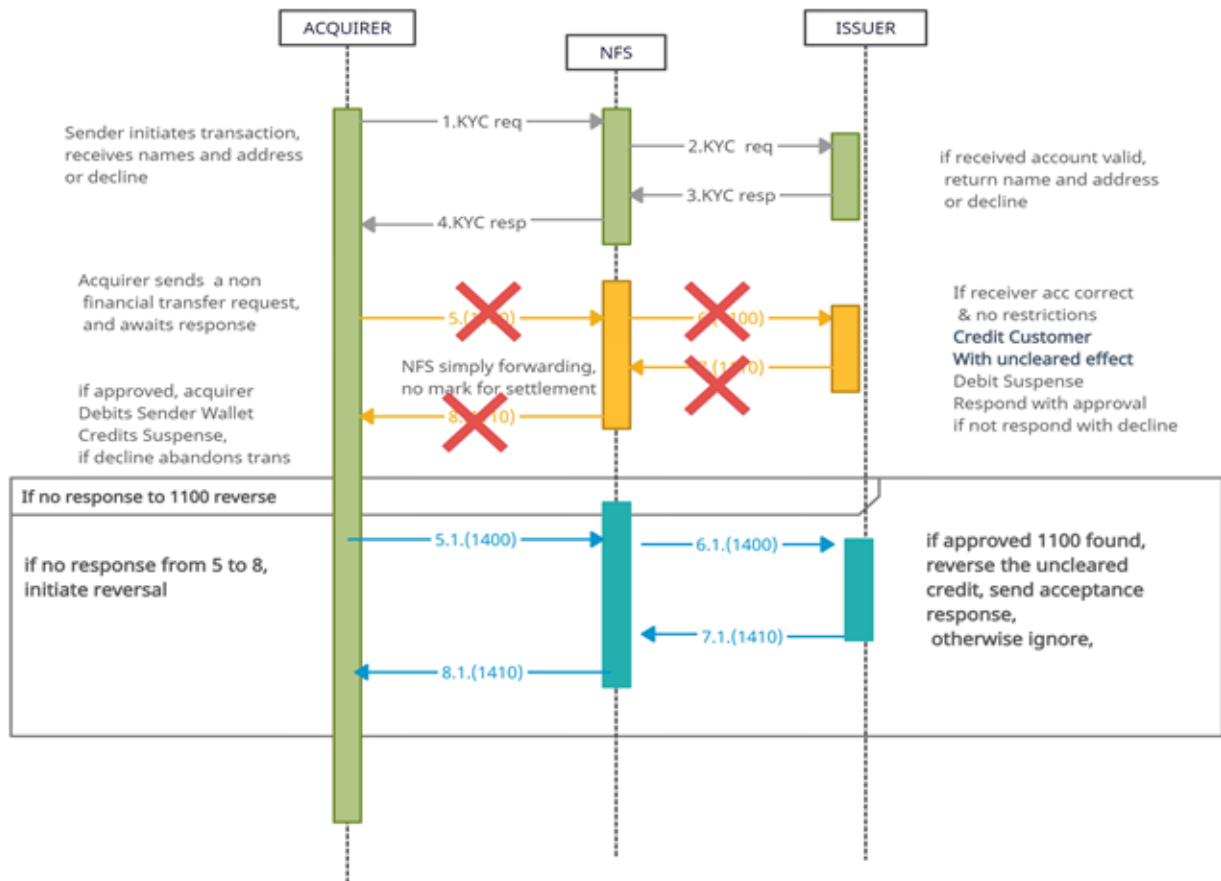 ACQUIRER
NFS
ISSUER
1.KYC req
Sender initiates transaction,
receives names and address
or decline
2.KYC req
if received account valid,
return name and address
or decline
3.KYC resp
4.KYC resp
Acquirer sends a non
financial transfer request,
and awaits response
If receiver acc correct
& no restrictions
Credit Customer
With uncleared effect
Debit Suspense
Respond with approval
if not respond with decline
NFS simply forwarding,
no mark for settlement
if approved, acquirer
Debits Sender Wallet
Credits Suspense,
if decline abandons trans
If no response to 1100 reverse
5.1.(1400)
6.1.(1400)
if no response from 5 to 8,
initiate reversal
if approved 1100 found,
reverse the uncleared
credit, send acceptance
response,
otherwise ignore,
7.1.(1410)
8.1.(1410)